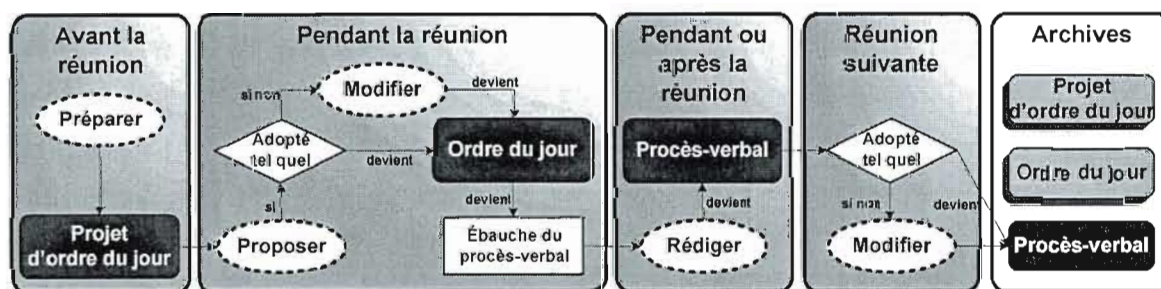 Avant la
réunion
Préparer
Projet
d'ordre du jour
Pendant la réunion
si non
Modifier
devient
Adopté
tel quel
devient
Ordre du jour
si
devient
Proposer
Ébauche du
procès-verbal
Pendant ou
après la
réunion
Procès-verbal
devient
Rédiger
Réunion
suivante
Adopté
tel quel
si non
devient
Modifier
Archives
Projet
d'ordre du jour
Ordre du jour
Procès-verbal